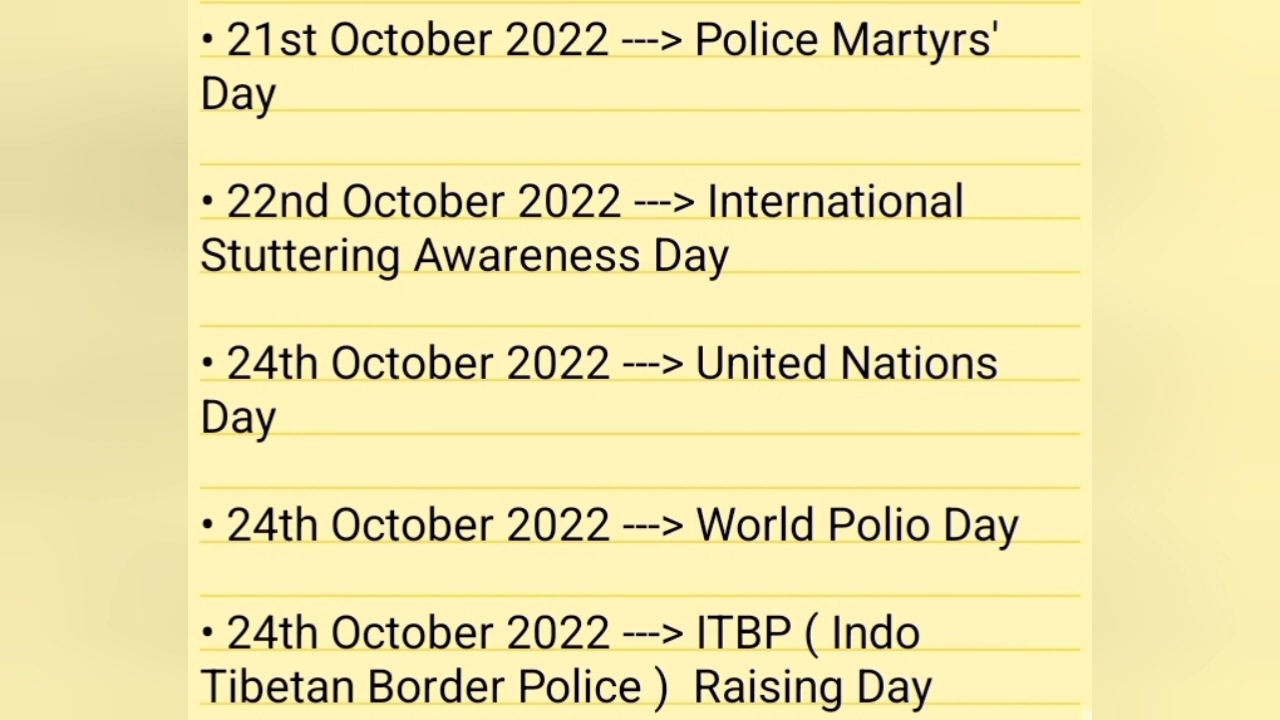 • 21st October 2022 ---> Police Martyrs'
Day
• 22nd October 2022 ---> International
Stuttering Awareness Day
• 24th October 2022 ---> United Nations
Day
• 24th October 2022 ---> World Polio Day
• 24th October 2022 ---> ITBP ( Indo
Tibetan Border Police )  Raising Day